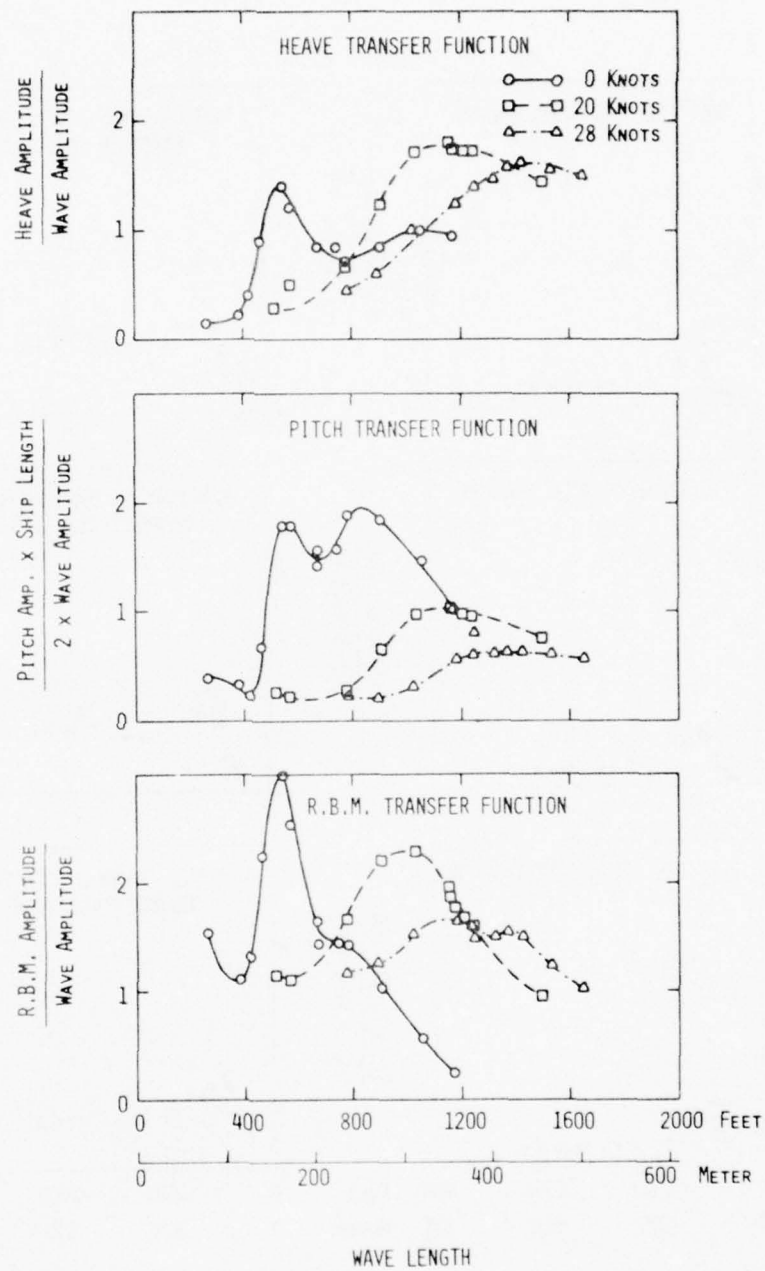 HEAVE TRANSFER FUNCTION
0 KNOTS
20 KNOTS
28 KNOTS
HEAVE AMPLITUDE
WAVE AMPLITUDE
2
1
0
PITCH TRANSFER FUNCTION
PITCH AMP. x SHIP LENGTH
2 x WAVE AMPLITUDE
2
1
0
R.B.M. TRANSFER FUNCTION
R.B.M. AMPLITUDE
WAVE AMPLITUDE
2
1
0
0 400 800 1200 1600 2000 FEET
0 200 400 600 METER
WAVE LENGTH